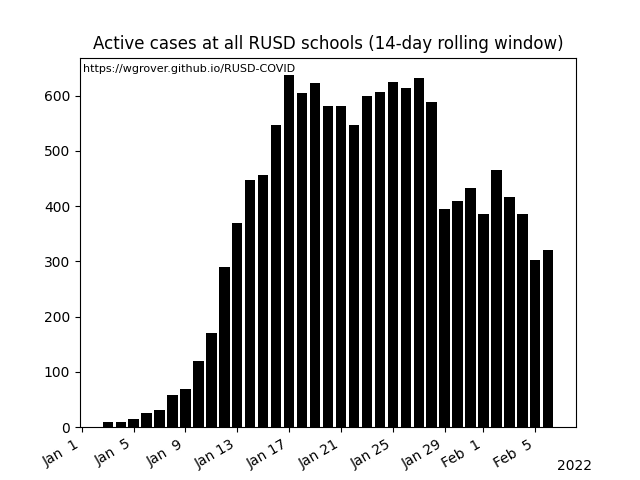 Active cases at all RUSD schools (14-day rolling window)
https://wgrover.github.io/RUSD-COVID
600
500
400
300
200
100
0
Jan 1
Jan 5
Jan 9
Jan 13
Jan 17
Jan 21
Jan 25
Jan 29
Feb 1
Feb 5
2022